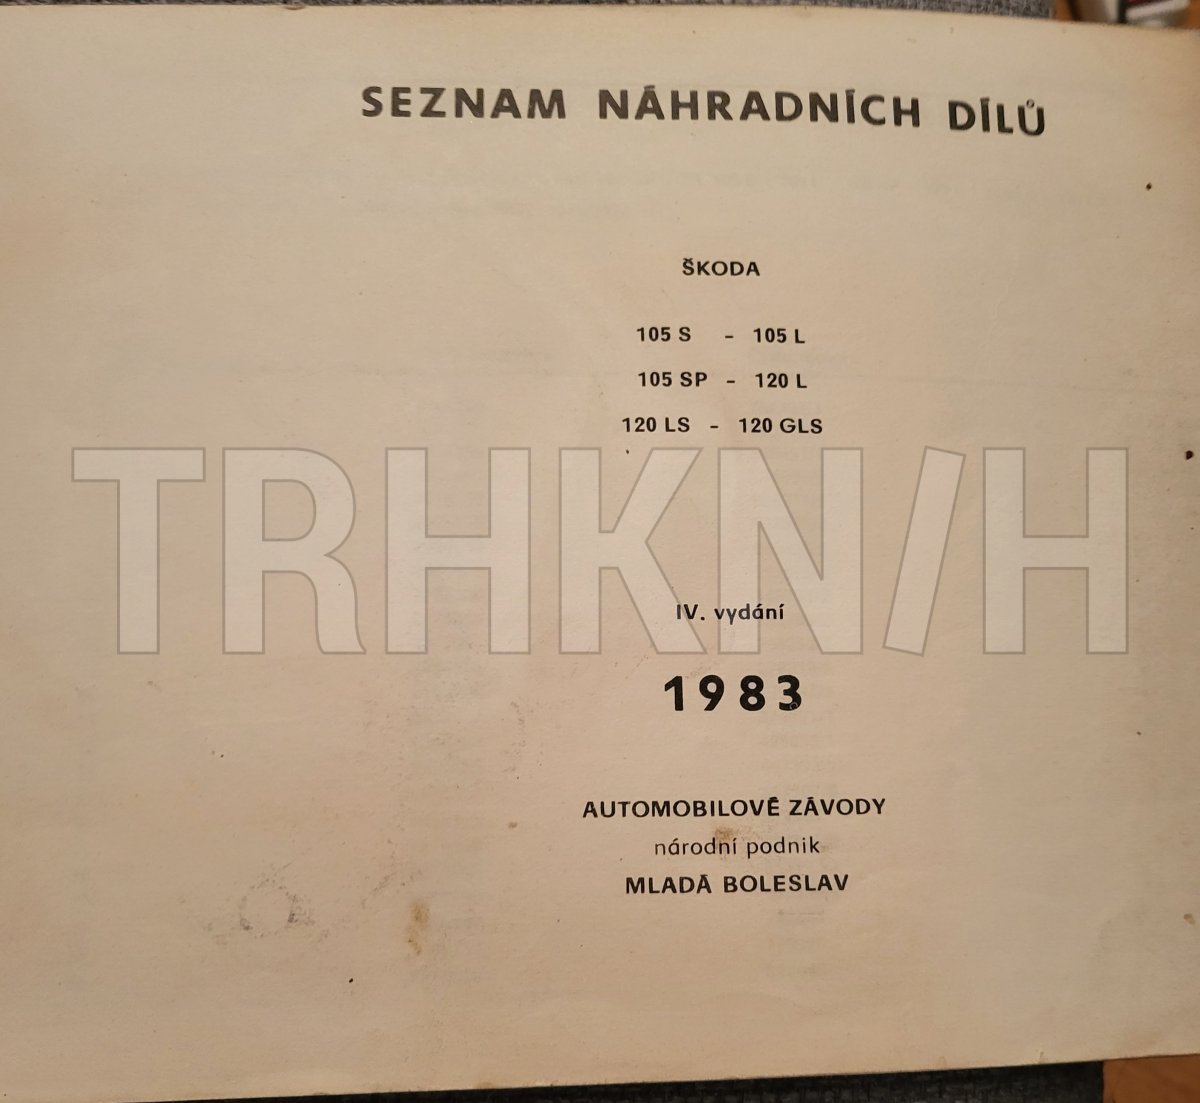 SEZNAM NÁHRADNÍCH DÍLŮ
ŠKODA
105 S - 105 L
105 SP - 120 L
120 LS - 120 GLS
TRHKN/H
IV. vydání
1983
AUTOMOBILOVÉ ZÁVODY
národní podnik
MLADÁ BOLESLAV